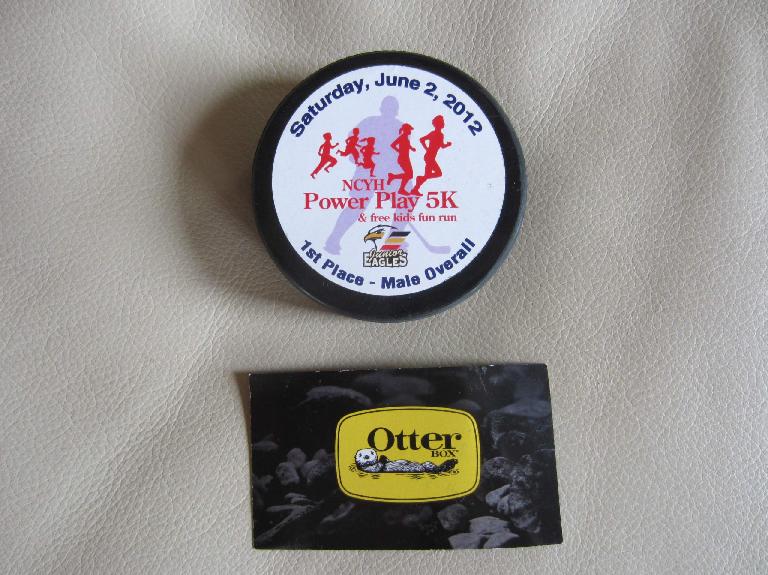 Saturday, June 2, 2012
NCYH
Power Play 5K
& free kids fun run
Junior
EAGLES
1st Place - Male Overall
Otter
BOX